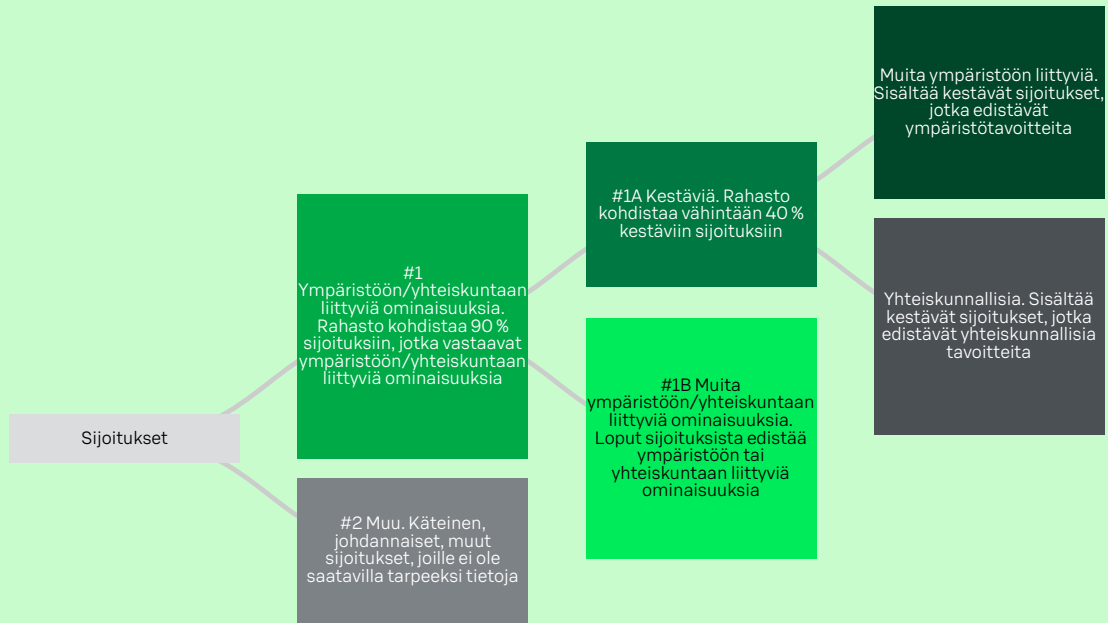 Sijoitukset
#1
Ympäristöön/yhteiskuntaan
liittyviä ominaisuuksia.
Rahasto kohdistaa 90 %
sijoituksiin, jotka vastaavat
ympäristöön/yhteiskuntaan
liittyviä ominaisuuksia
#2 Muu. Käteinen,
johdannaiset, muut
sijoitukset, joille ei ole
saatavilla tarpeeksi tietoja
#1A Kestäviä. Rahasto
kohdistaa vähintään 40 %
kestäviin sijoituksiin
#1B Muita
ympäristöön/yhteiskuntaan
liittyviä ominaisuuksia.
Loput sijoituksista edistää
ympäristöön tai
yhteiskuntaan liittyviä
ominaisuuksia
Muita ympäristöön liittyviä.
Sisältää kestävät sijoitukset,
jotka edistävät
ympäristötavoitteita
Yhteiskunnallisia. Sisältää
kestävät sijoitukset, jotka
edistävät yhteiskunnallisia
tavoitteita